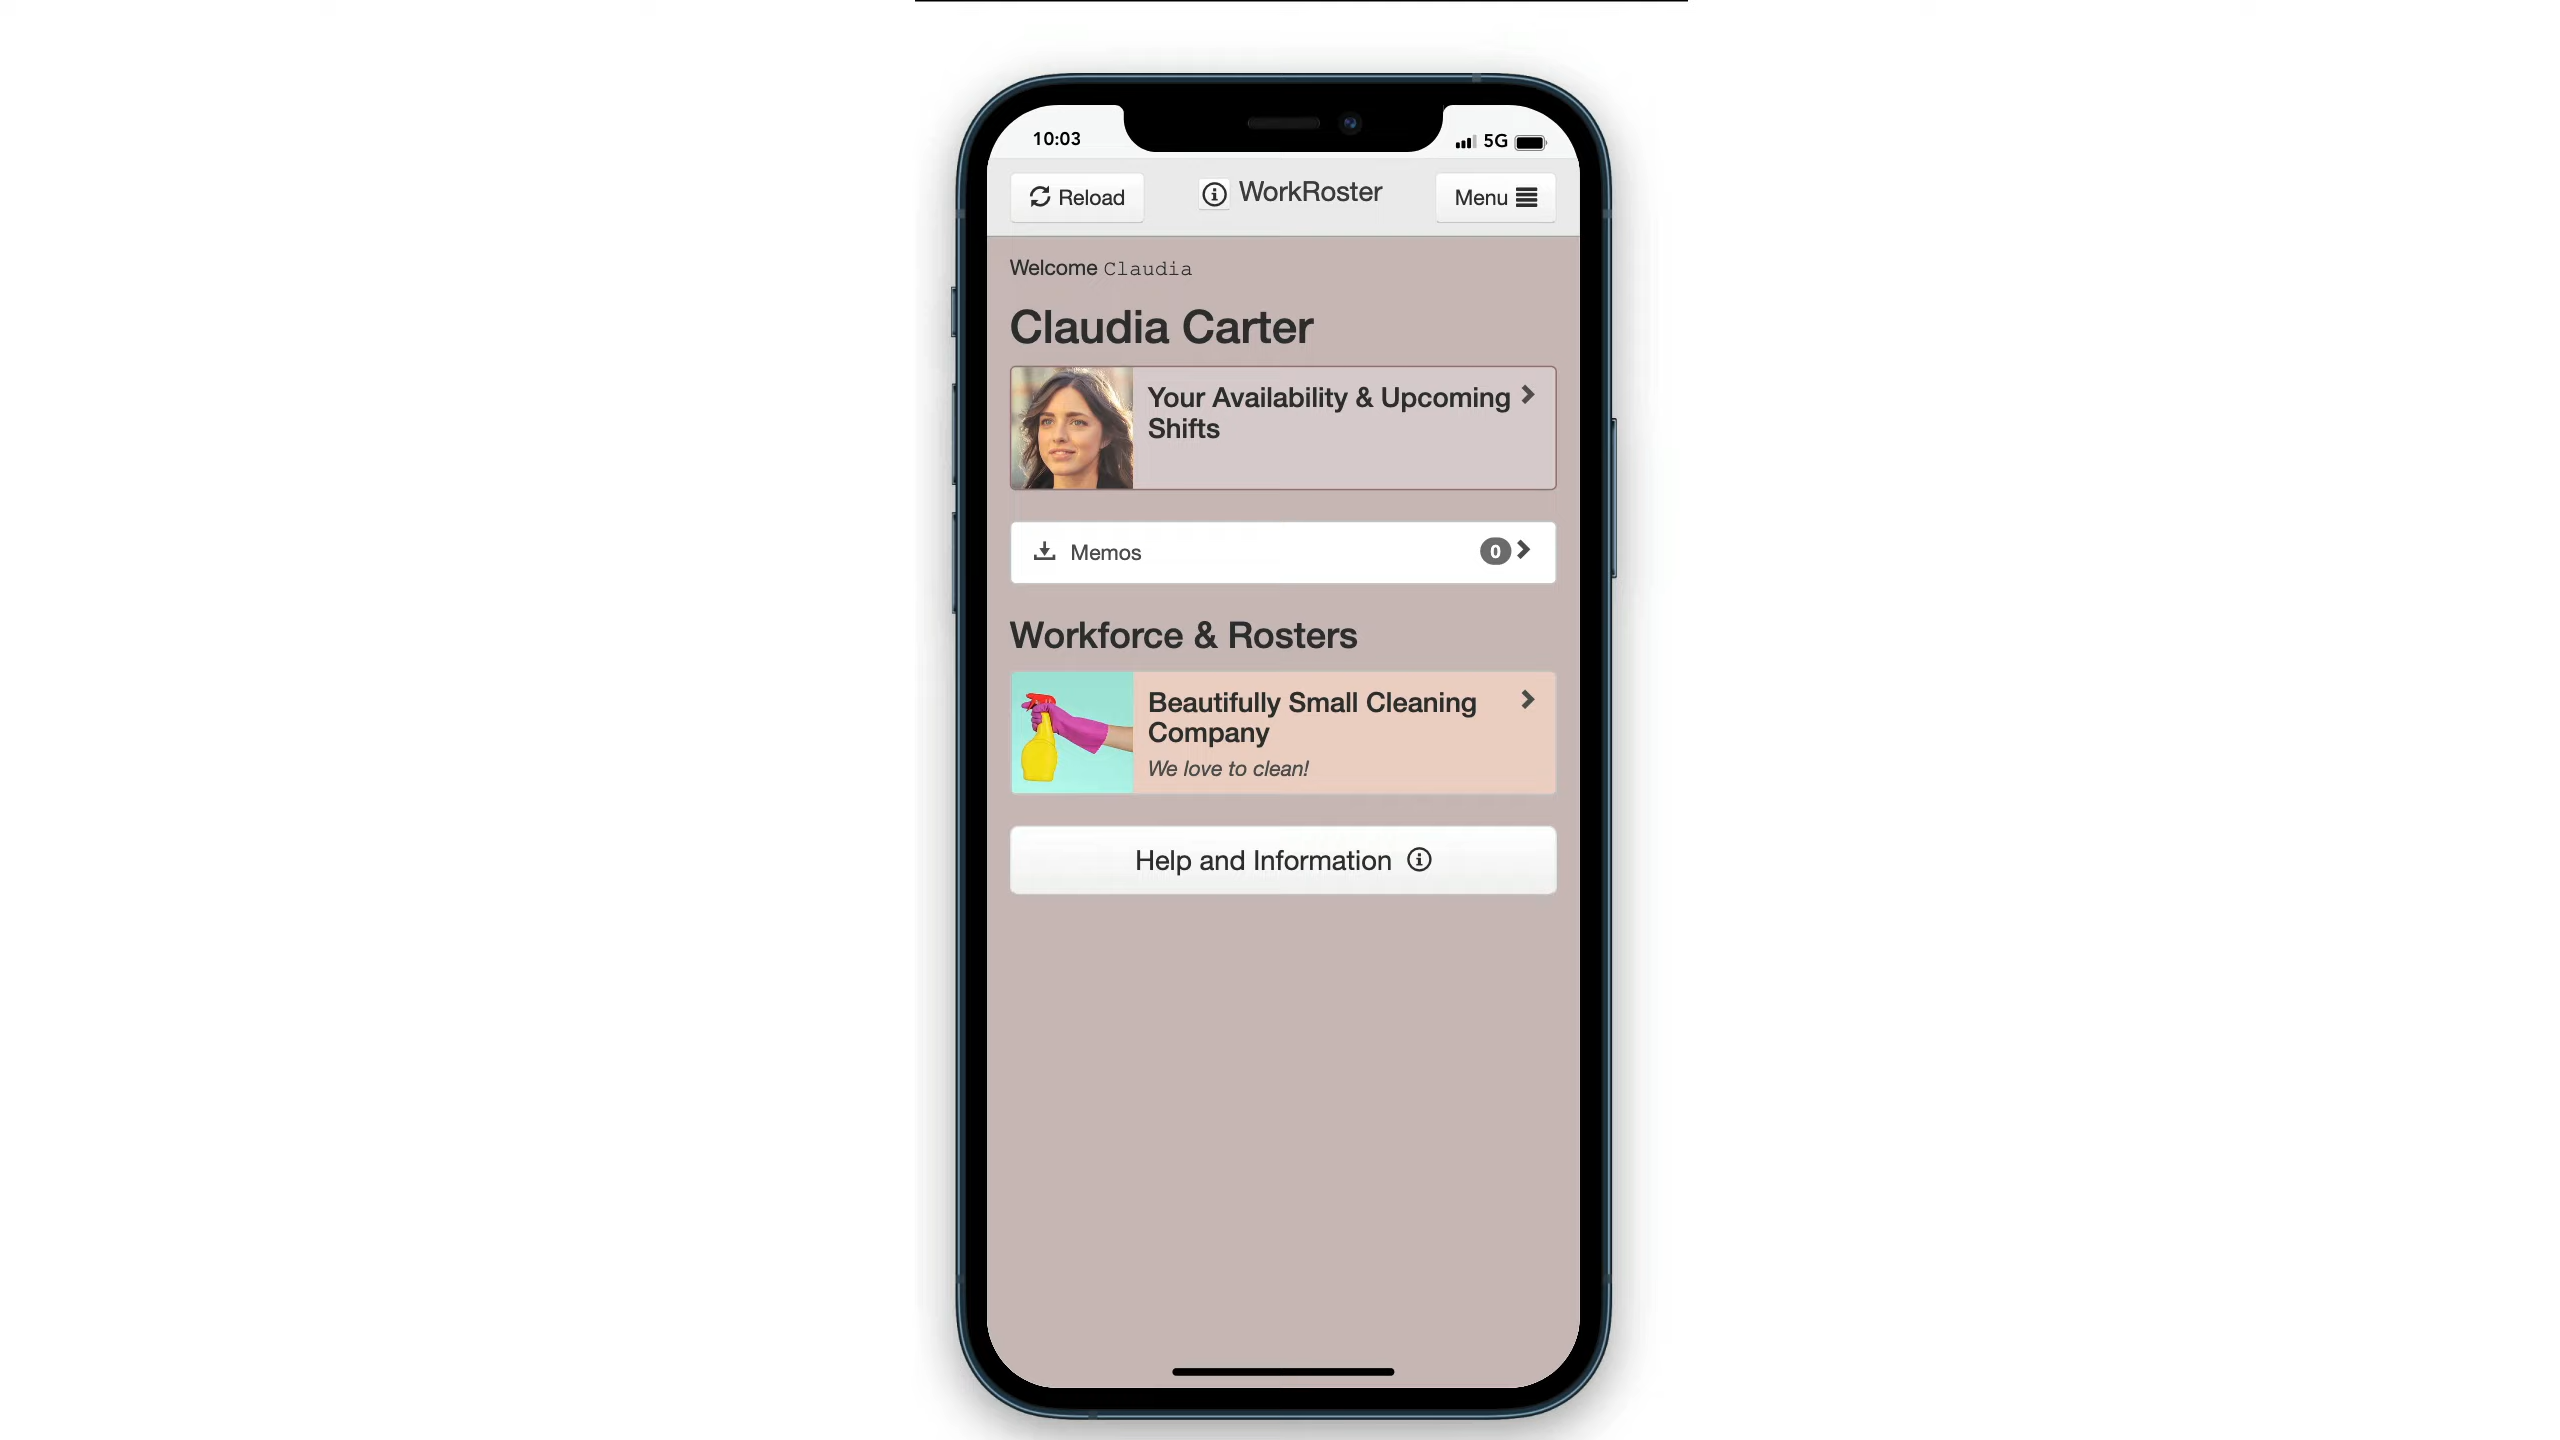 10:03
5G
Reload
WorkRoster
Menu
Welcome Claudia
Claudia Carter
Your Availability & Upcoming
Shifts
Memos
0
Workforce & Rosters
Beautifully Small Cleaning
Company
We love to clean!
Help and Information